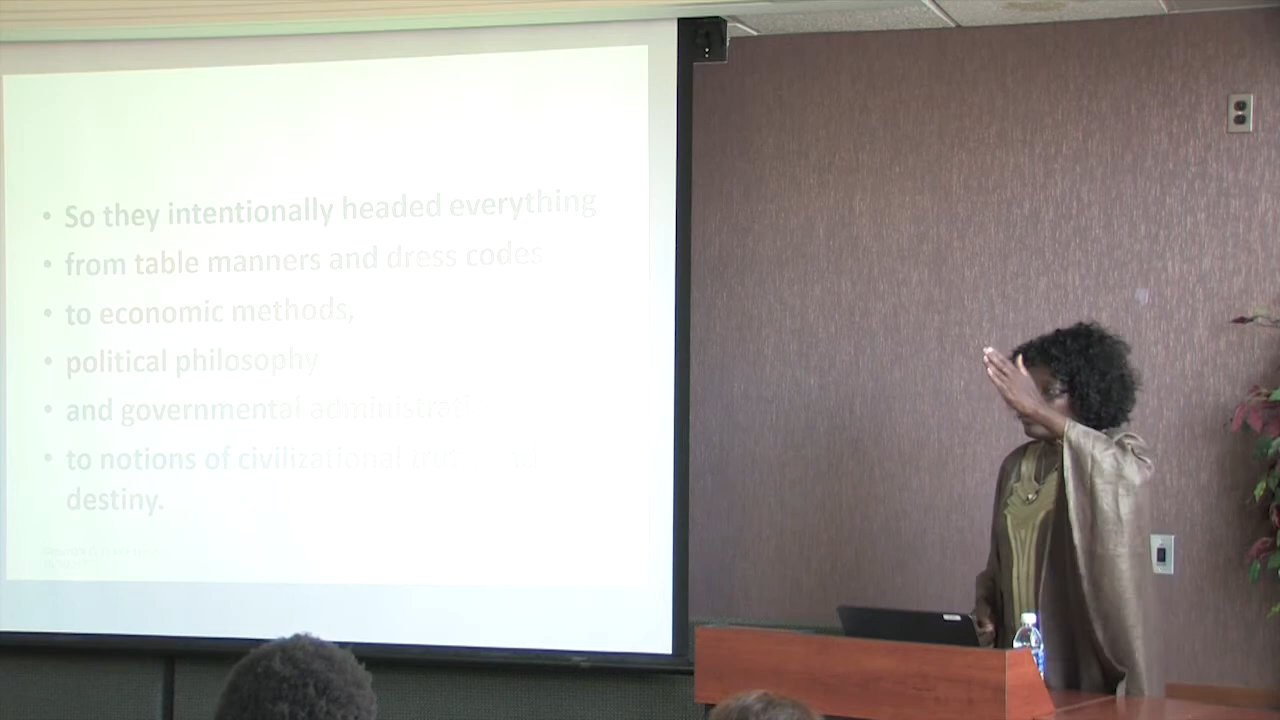 • So they intentionally headed everything
• from table manners and dress codes
• to economic methods,
• political philosophy
• and governmental
• to notions of civilizational
destiny.